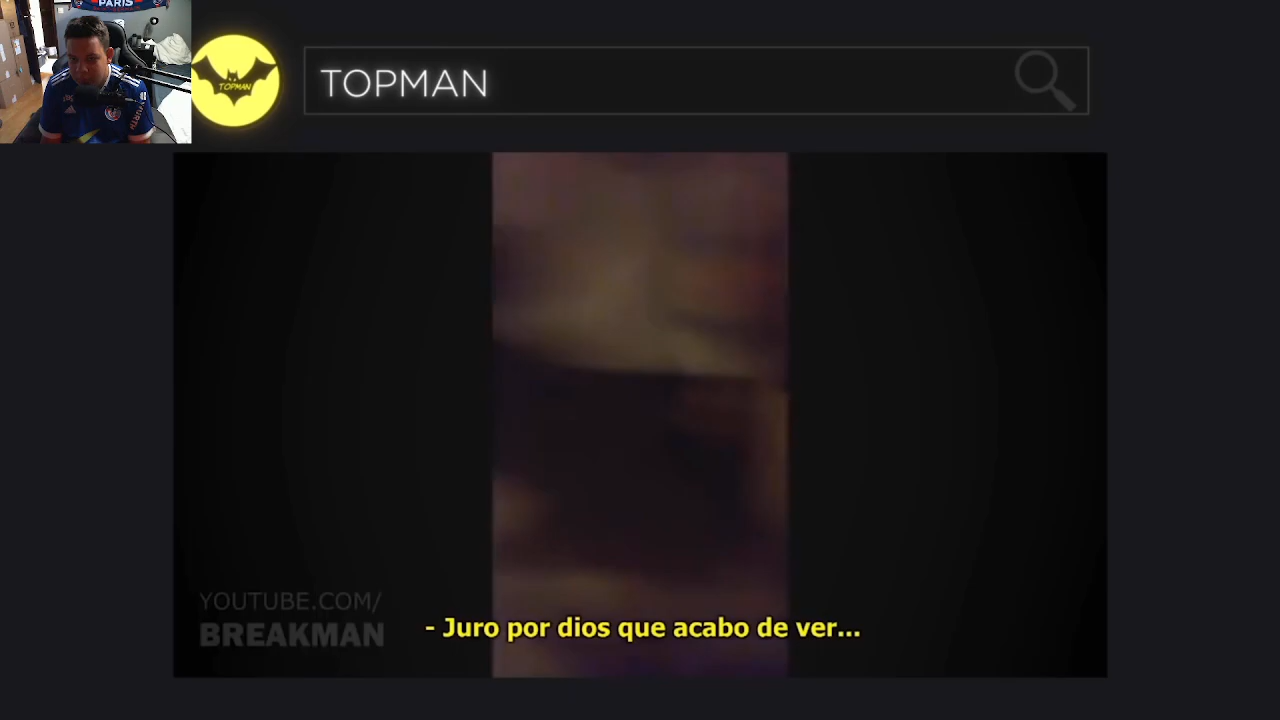 PARIS
TOPMAN
TOPMAN
YOUTUBE.COM/
BREAKMAN
- Juro por dios que acabo de ver...